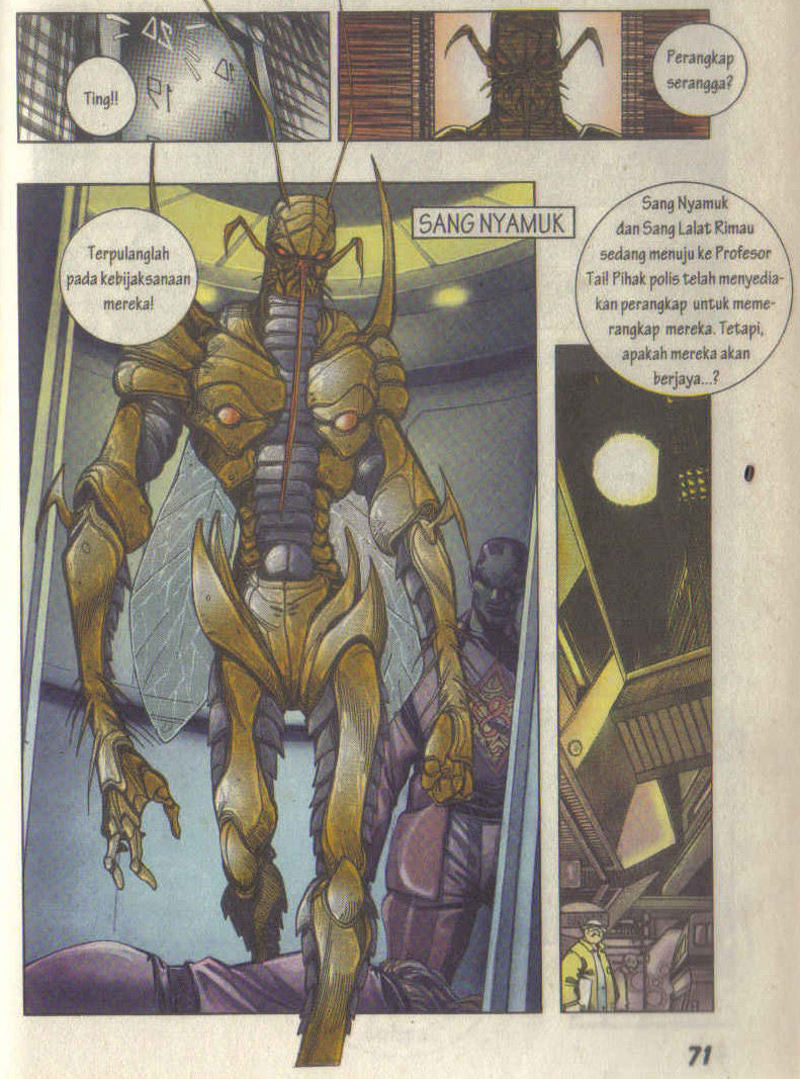 Ting!!
Perangkap
serangga?
Terpulanglah
pada kebijaksanaan
mereka!
SANG NYAMUK
Sang Nyamuk
dan Sang Lalat Rimau
sedang menuju ke Profesor
Tai! Pihak polis telah menyedia-
kan perangkap untuk meme-
rangkap mereka. Tetapi,
apakah mereka akan
berjaya...?
71